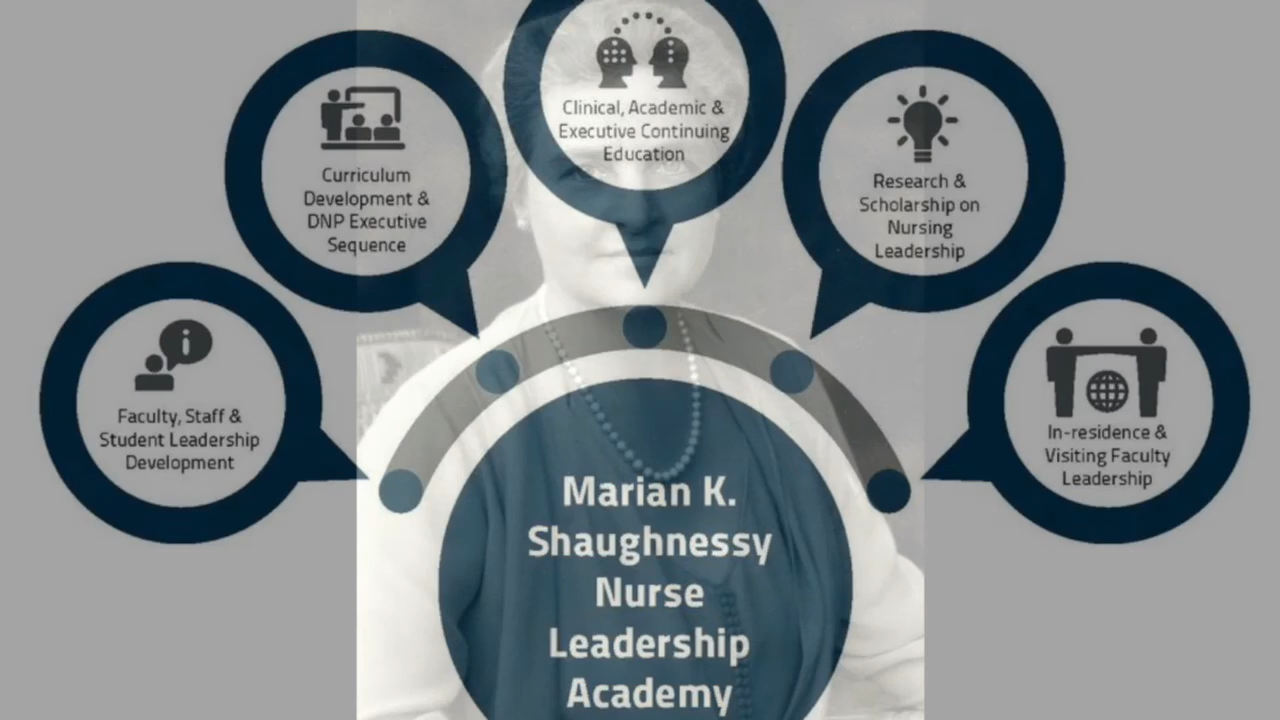 Clinical, Academic &
Executive Continuing
Education
Curriculum
Development &
DNP Executive
Sequence
Research &
Scholarship on
Nursing
Leadership
Faculty, Staff &
Student Leadership
Development
In-residence &
Visiting Faculty
Leadership
Marian K.
Shaughnessy
Nurse
Leadership
Academy